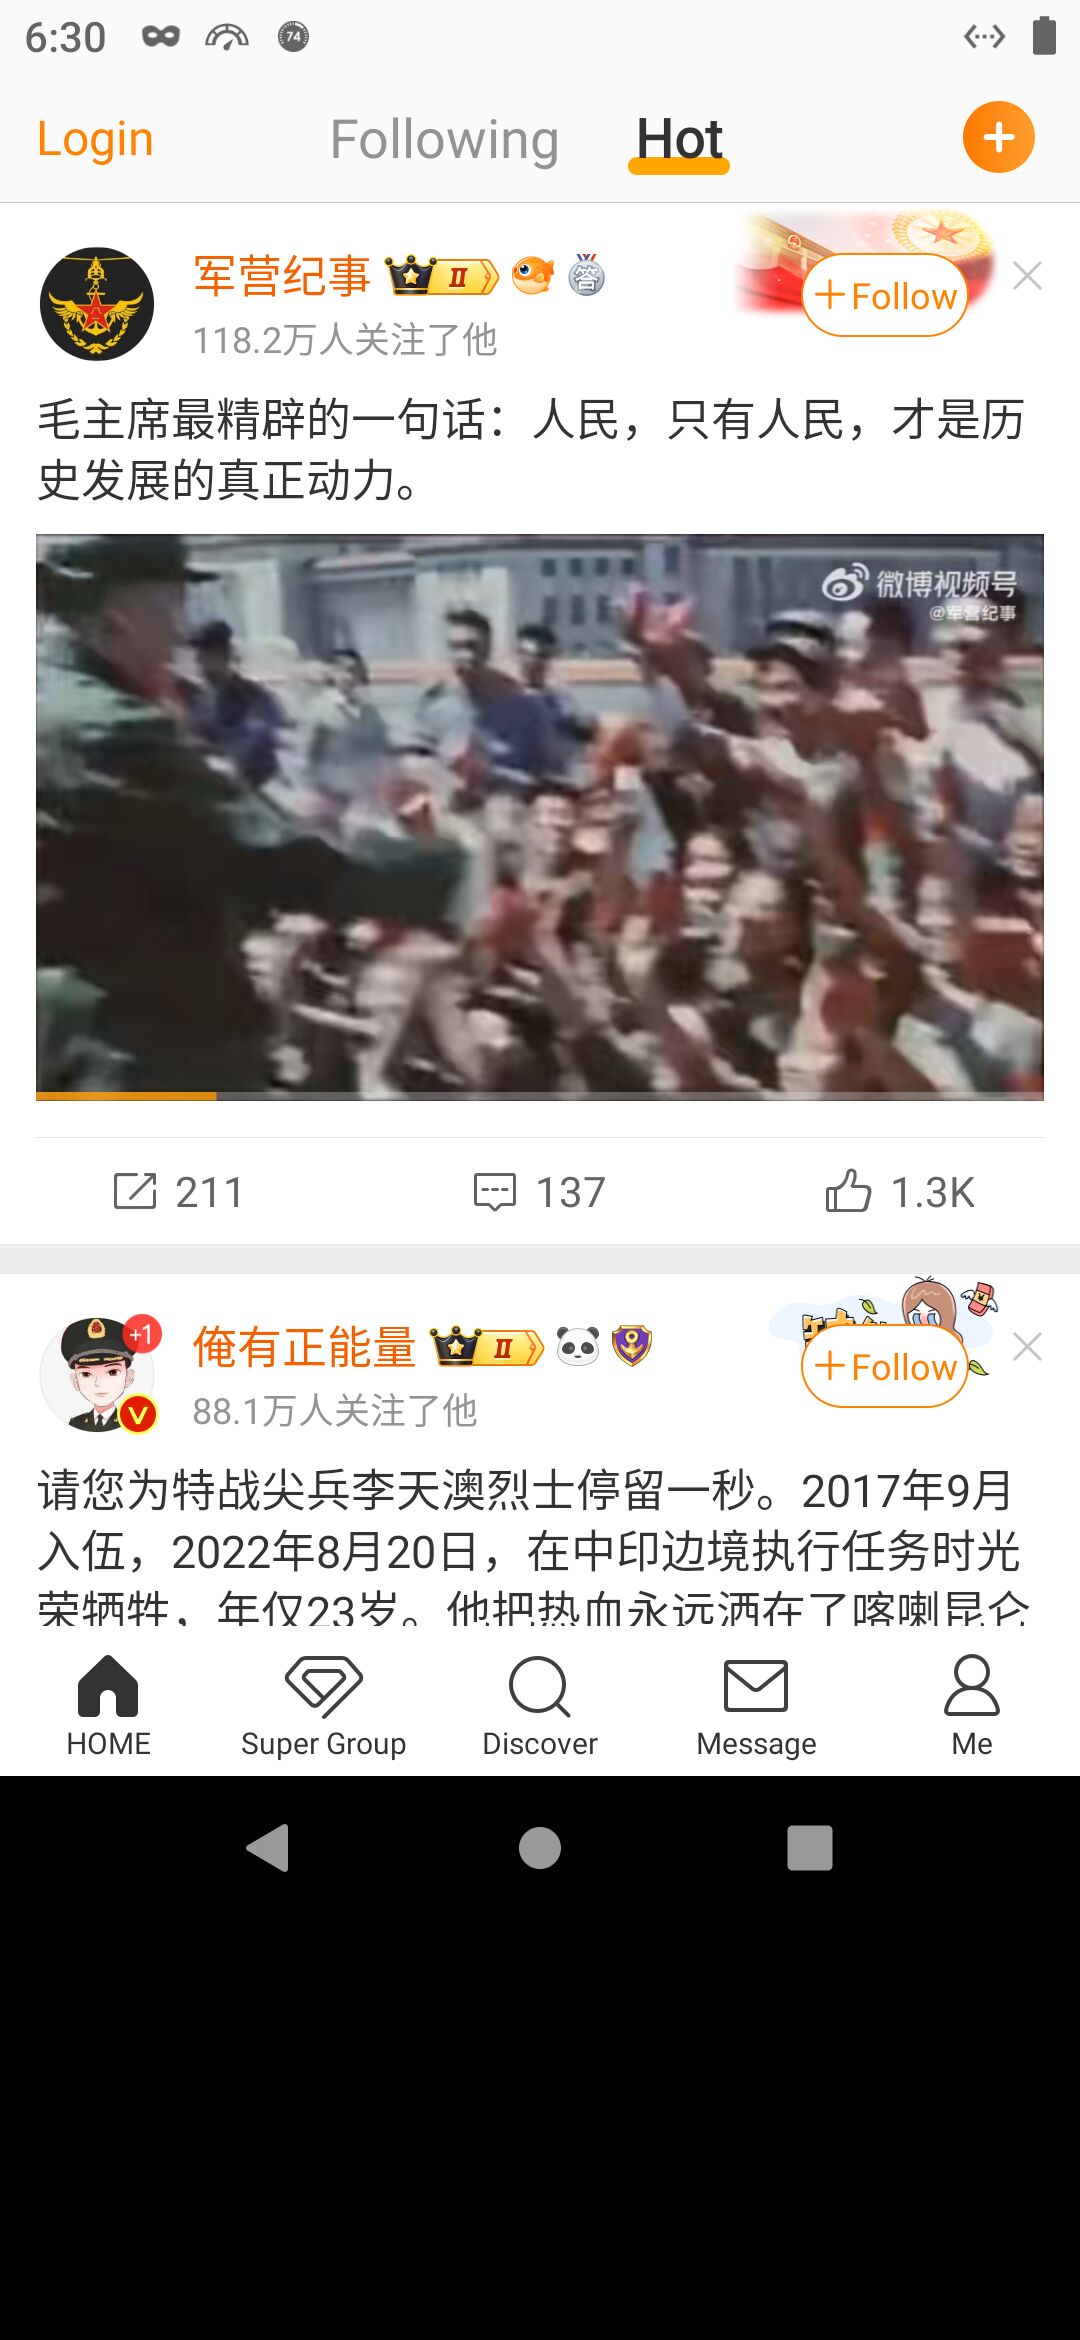 6:30
74
Login
Following
Hot
军营纪事
II
答
Follow
118.2万人关注了他
毛主席最精辟的一句话：人民，只有人民，才是历
史发展的真正动力。
微博视频号
@军营纪事
211
137
1.3K
+1
V
俺有正能量
II
Follow
88.1万人关注了他
请您为特战尖兵李天澳烈士停留一秒。2017年9月
入伍，2022年8月20日，在中印边境执行任务时光
荣牺牲，年仅23岁。他把热血永远洒在了喀喇昆仑
HOME
Super Group
Discover
Message
Me